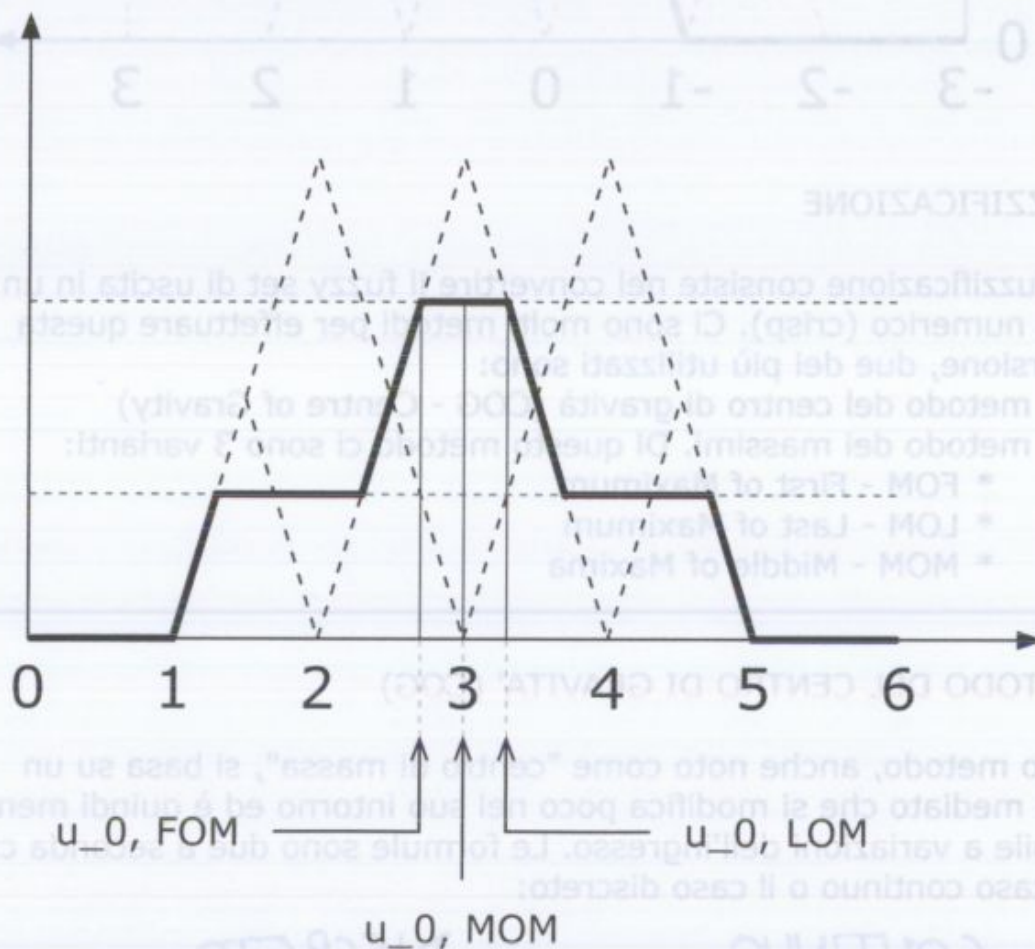 0 1 2 3 4 5 6
u_0, FOM
u_0, LOM
u_0, MOM
0
-3 -2 -1 0 1 2 3
ZZIFICAZIONE
uzzificazione consiste nel convertire il fuzzy set di uscita in un
numerico (crisp). Ci sono molti metodi per effettuare questa
rsione, due dei più utilizzati sono:
metodo del centro di gravità (COG - Centre of Gravity)
metodo dei massimi. Di questo metodo ci sono 3 varianti:
* FOM - First of Maximum
* LOM - Last of Maximum
* MOM - Middle of Maxima
TODO DEL CENTRO DI GRAVITA' (COG)
o metodo, anche noto come "centro di massa", si basa su un
mediato che si modifica poco nel suo intorno ed è quindi men
ile a variazioni dell'ingresso. Le formule sono due a seconda c
caso continuo o il caso discreto: